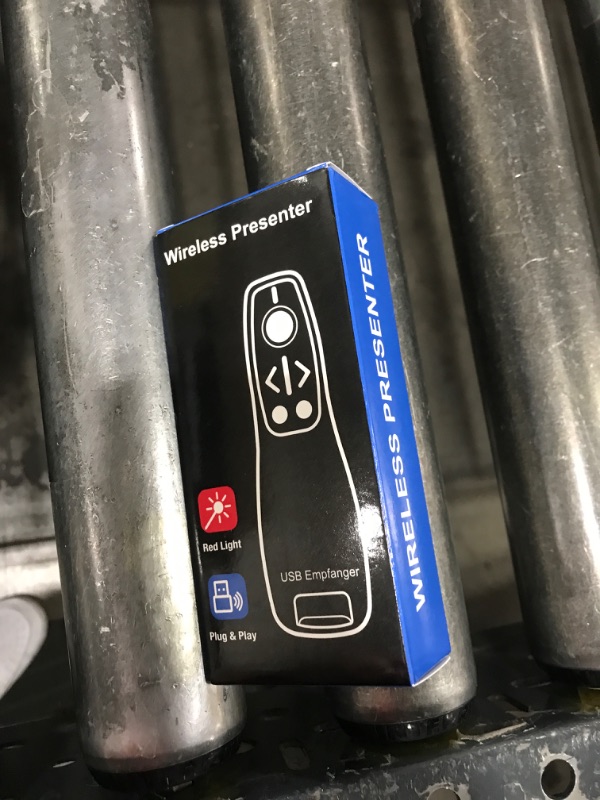 Wireless Presenter
WIRELESS PRESENTER
Red Light
USB Empfanger
Plug & Play